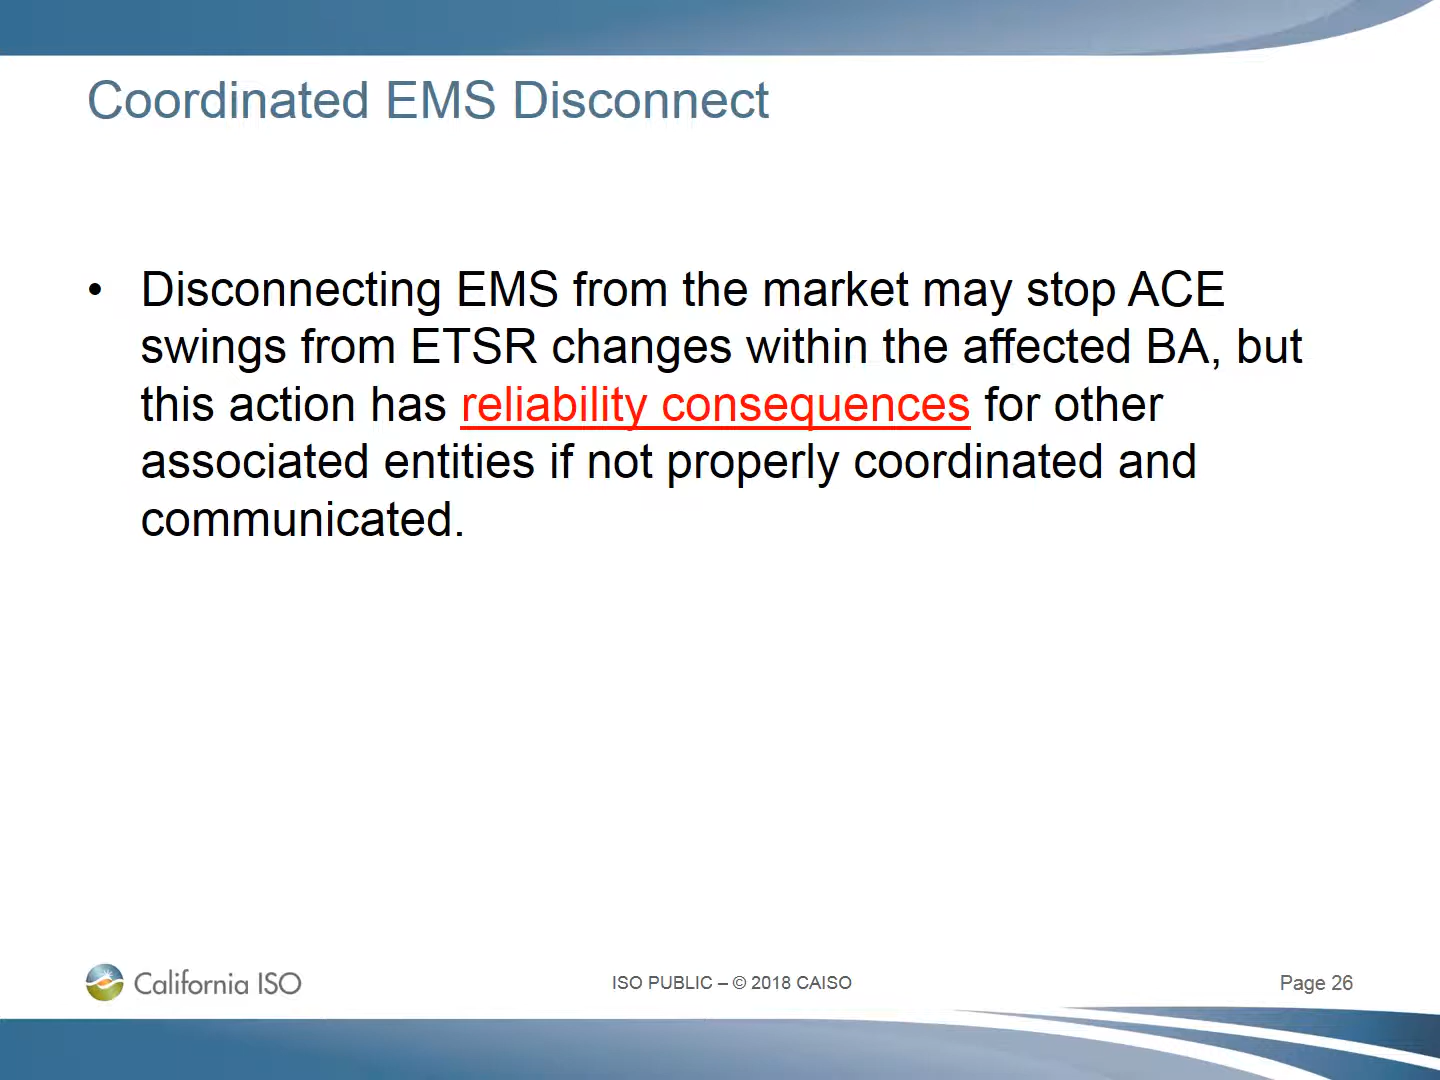 Coordinated EMS Disconnect
• Disconnecting EMS from the market may stop ACE
swings from ETSR changes within the affected BA, but
this action has reliability consequences for other
associated entities if not properly coordinated and
communicated.
California ISO
ISO PUBLIC – © 2018 CAISO
Page 26